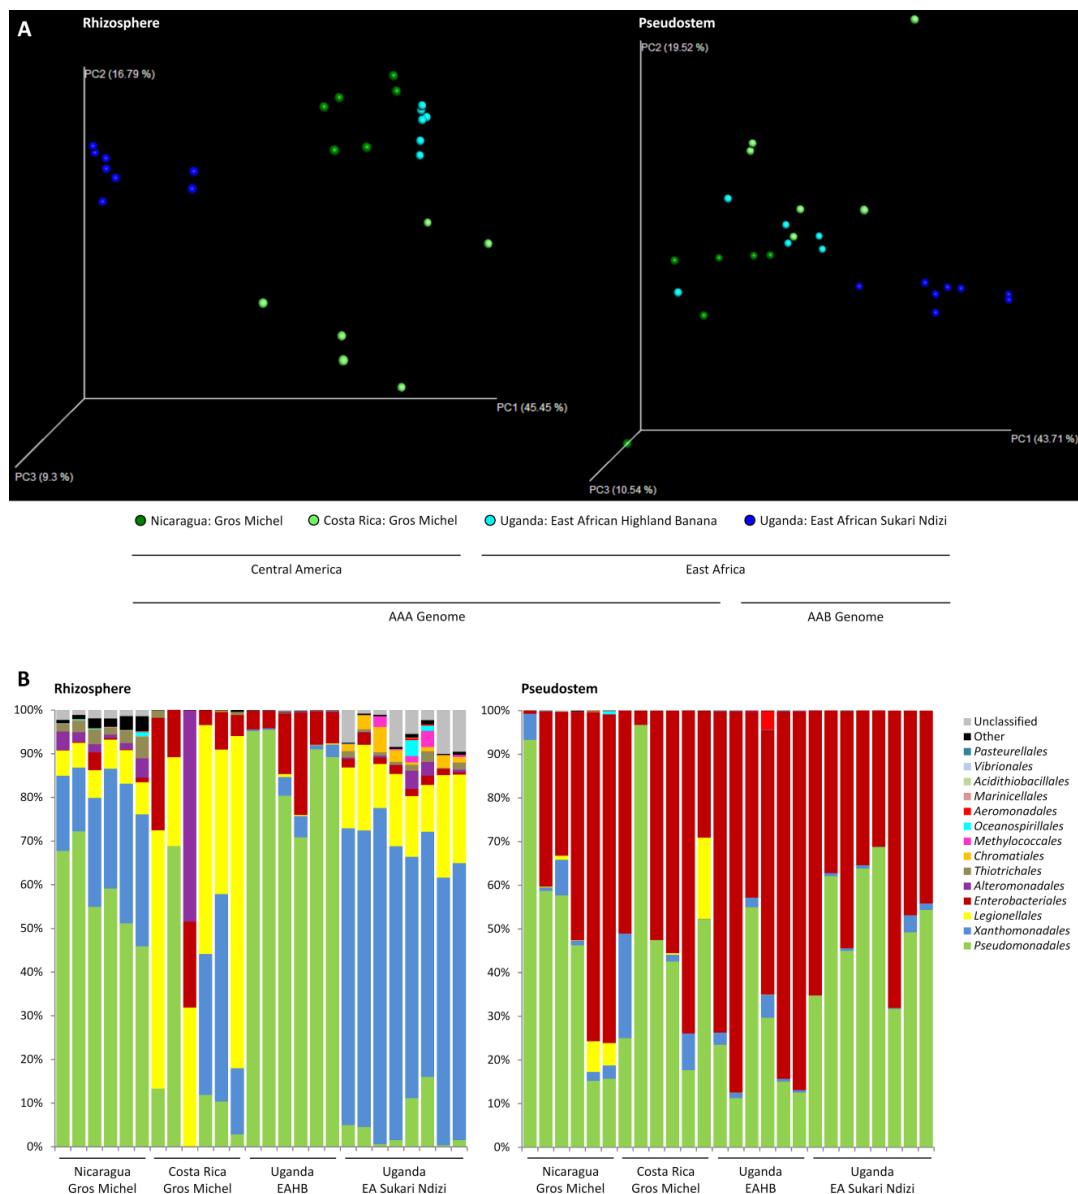 A
Rhizosphere
Pseudostem
PC2 (16.79 %)
PC1 (45.45 %)
PC3 (9.3 %)
PC2 (19.52 %)
PC1 (43.71 %)
PC3 (10.54 %)
Nicaragua: Gros Michel
Costa Rica: Gros Michel
Uganda: East African Highland Banana
Uganda: East African Sukari Ndizi
Central America
East Africa
AAA Genome
AAB Genome
B
Rhizosphere
100%
90%
80%
70%
60%
50%
40%
30%
20%
10%
0%
Nicaragua
Gros Michel
Costa Rica
Gros Michel
Uganda
EAHB
Uganda
EA Sukari Ndizi
Pseudostem
100%
90%
80%
70%
60%
50%
40%
30%
20%
10%
0%
Nicaragua
Gros Michel
Costa Rica
Gros Michel
Uganda
EAHB
Uganda
EA Sukari Ndizi
Unclassified
Other
Pasteurellales
Vibrionales
Acidithiobacillales
Marinicellales
Aeromonadales
Oceanospirillales
Methylococcales
Chromatiales
Thiotrichales
Alteromonadales
Enterobacteriales
Legionellales
Xanthomonadales
Pseudomonadales